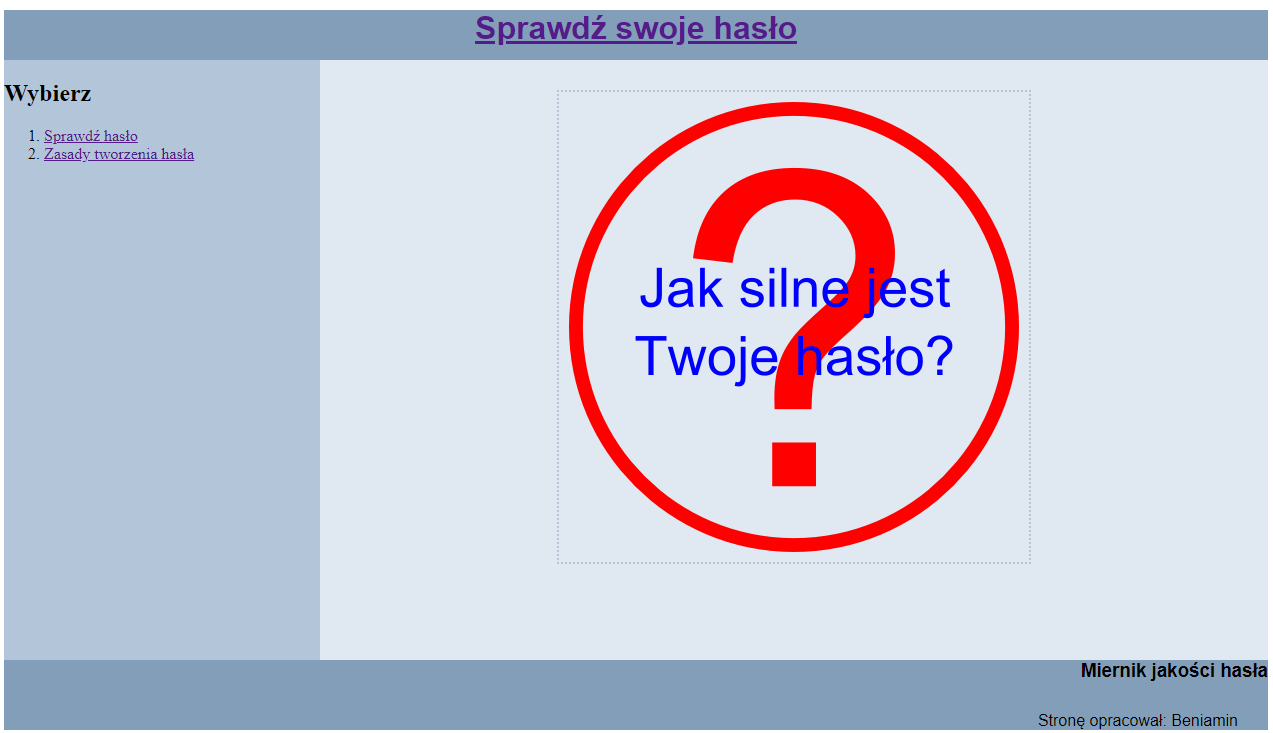 Sprawdź swoje hasło
Wybierz
1. Sprawdź hasło
2. Zasady tworzenia hasła
?
Jak silne jest
Twoje hasło?
Miernik jakości hasła
Stronę opracował: Beniamin